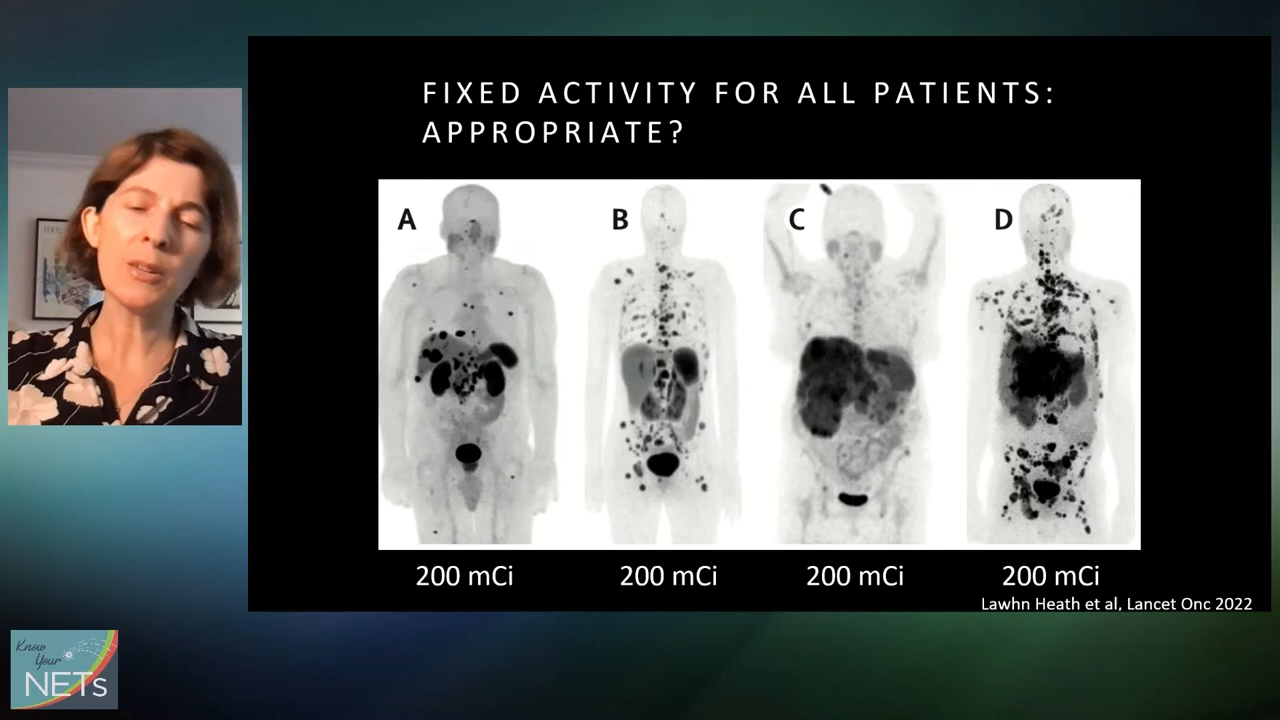 FIXED ACTIVITY FOR ALL PATIENTS:
APPROPRIATE?
A B C D
200 mCi 200 mCi 200 mCi 200 mCi
Lawhn Heath et al, Lancet Onc 2022
Know
Your
NETs